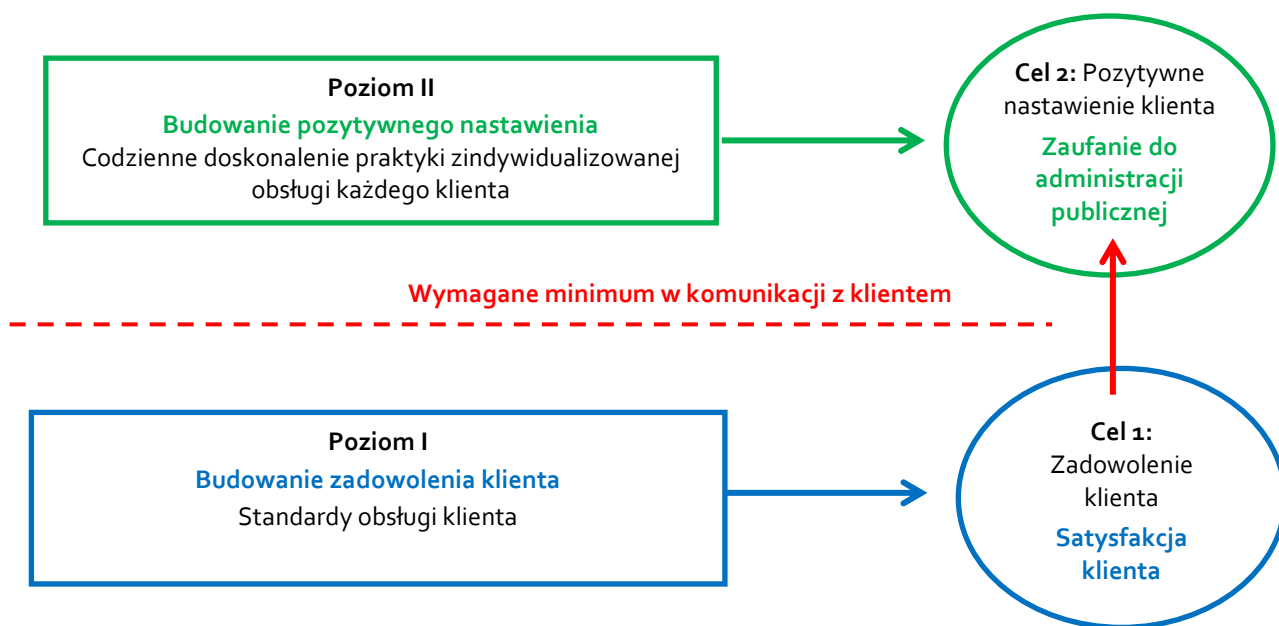 Poziom II
Budowanie pozytywnego nastawienia
Codzienne doskonalenie praktyki zindywidualizowanej
obsługi każdego klienta
Cel 2: Pozytywne
nastawienie klienta
Zaufanie do
administracji
publicznej
Wymagane minimum w komunikacji z klientem
Poziom I
Budowanie zadowolenia klienta
Standardy obsługi klienta
Cel 1:
Zadowolenie
klienta
Satysfakcja
klienta